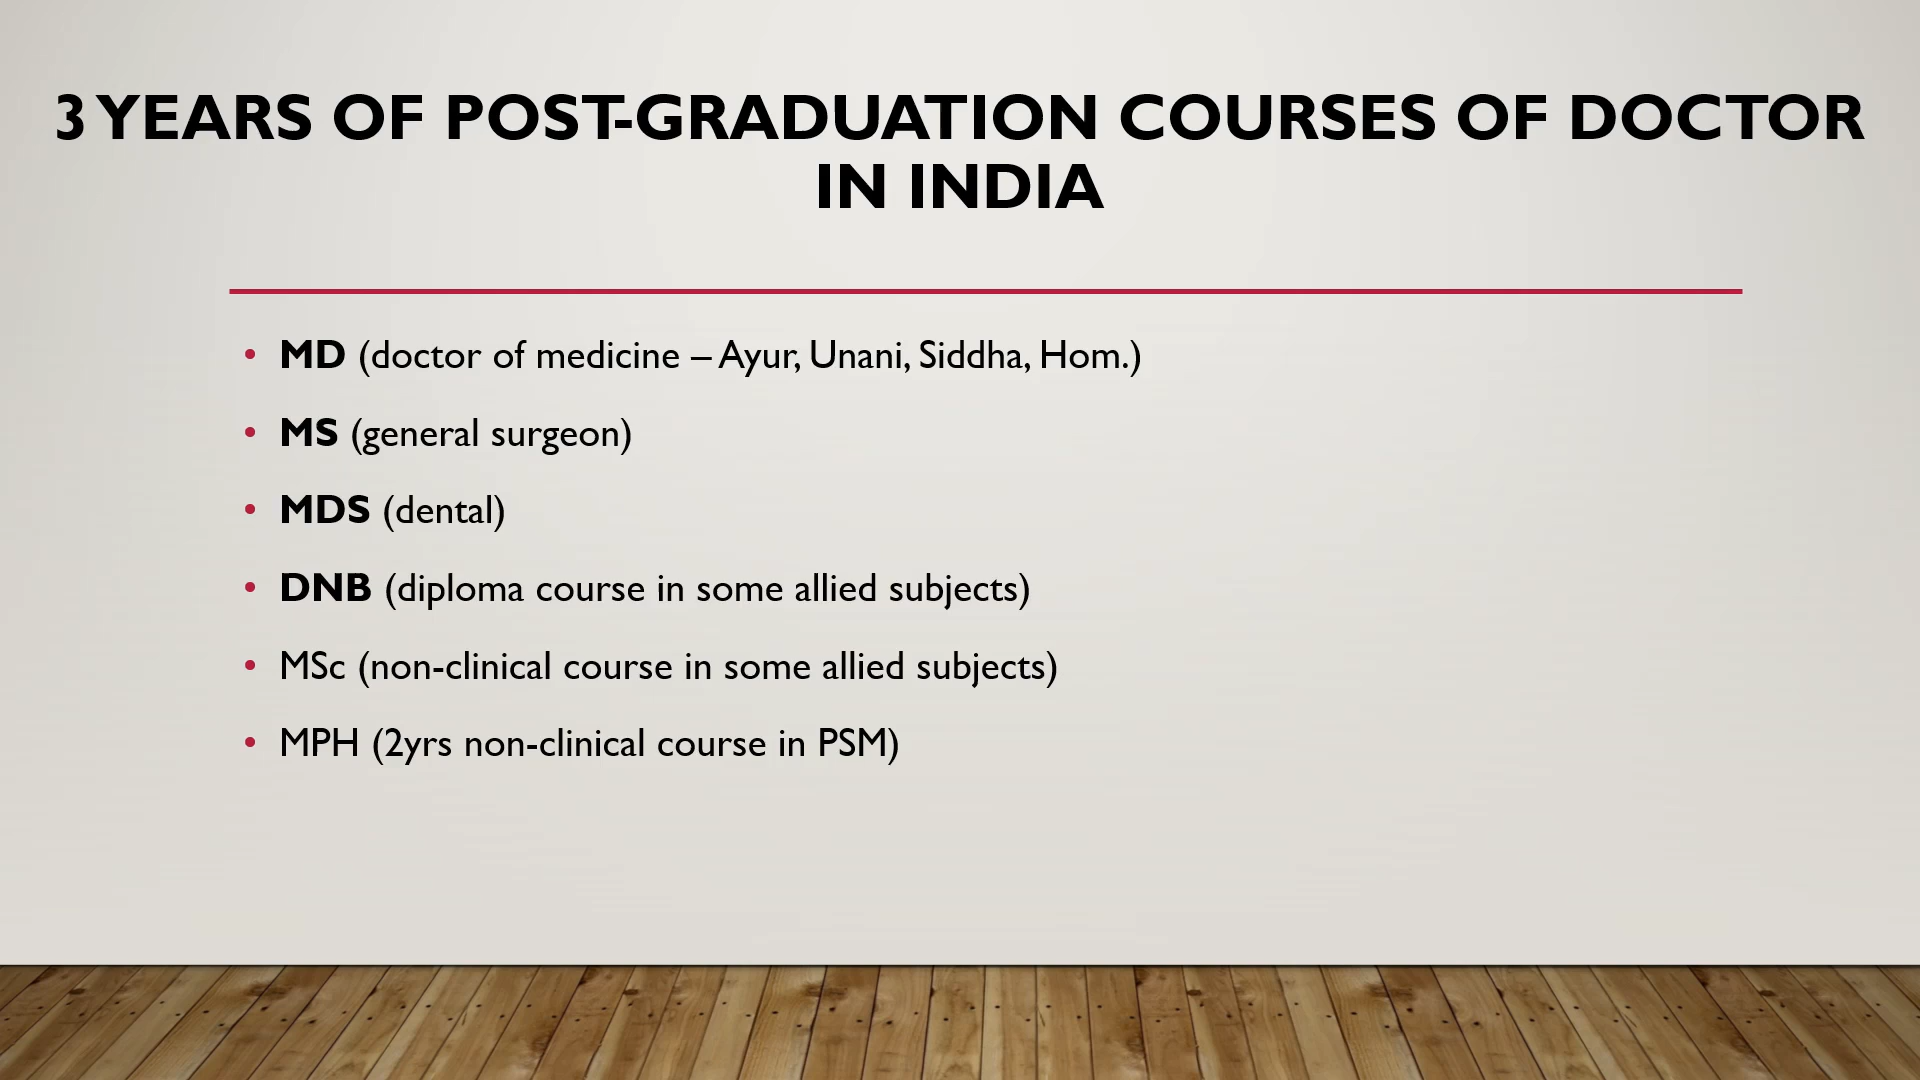 3 YEARS OF POST-GRADUATION COURSES OF DOCTOR
IN INDIA
• MD (doctor of medicine – Ayur, Unani, Siddha, Hom.)
• MS (general surgeon)
• MDS (dental)
• DNB (diploma course in some allied subjects)
• MSc (non-clinical course in some allied subjects)
• MPH (2yrs non-clinical course in PSM)